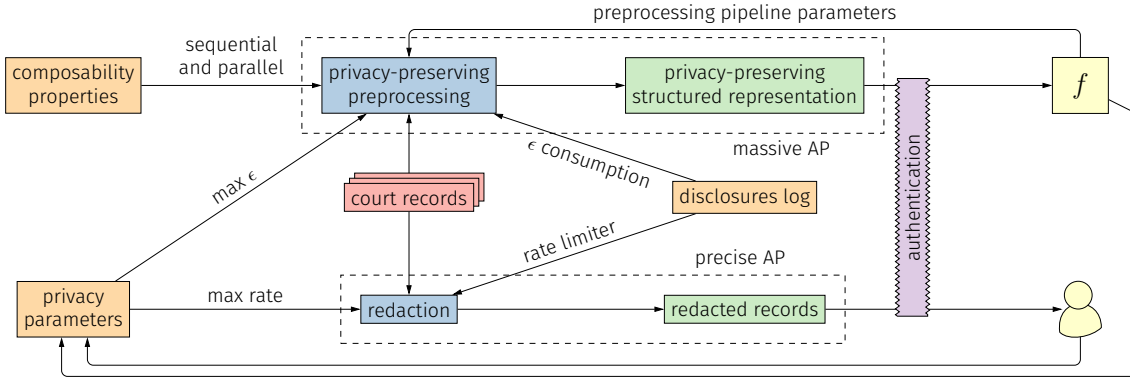 preprocessing pipeline parameters
sequential
and parallel
composability
properties
privacy-preserving
preprocessing
privacy-preserving
structured representation
f
massive AP
ϵ consumption
max ϵ
court records
disclosures log
authentication
rate limiter
precise AP
privacy
parameters
max rate
redaction
redacted records